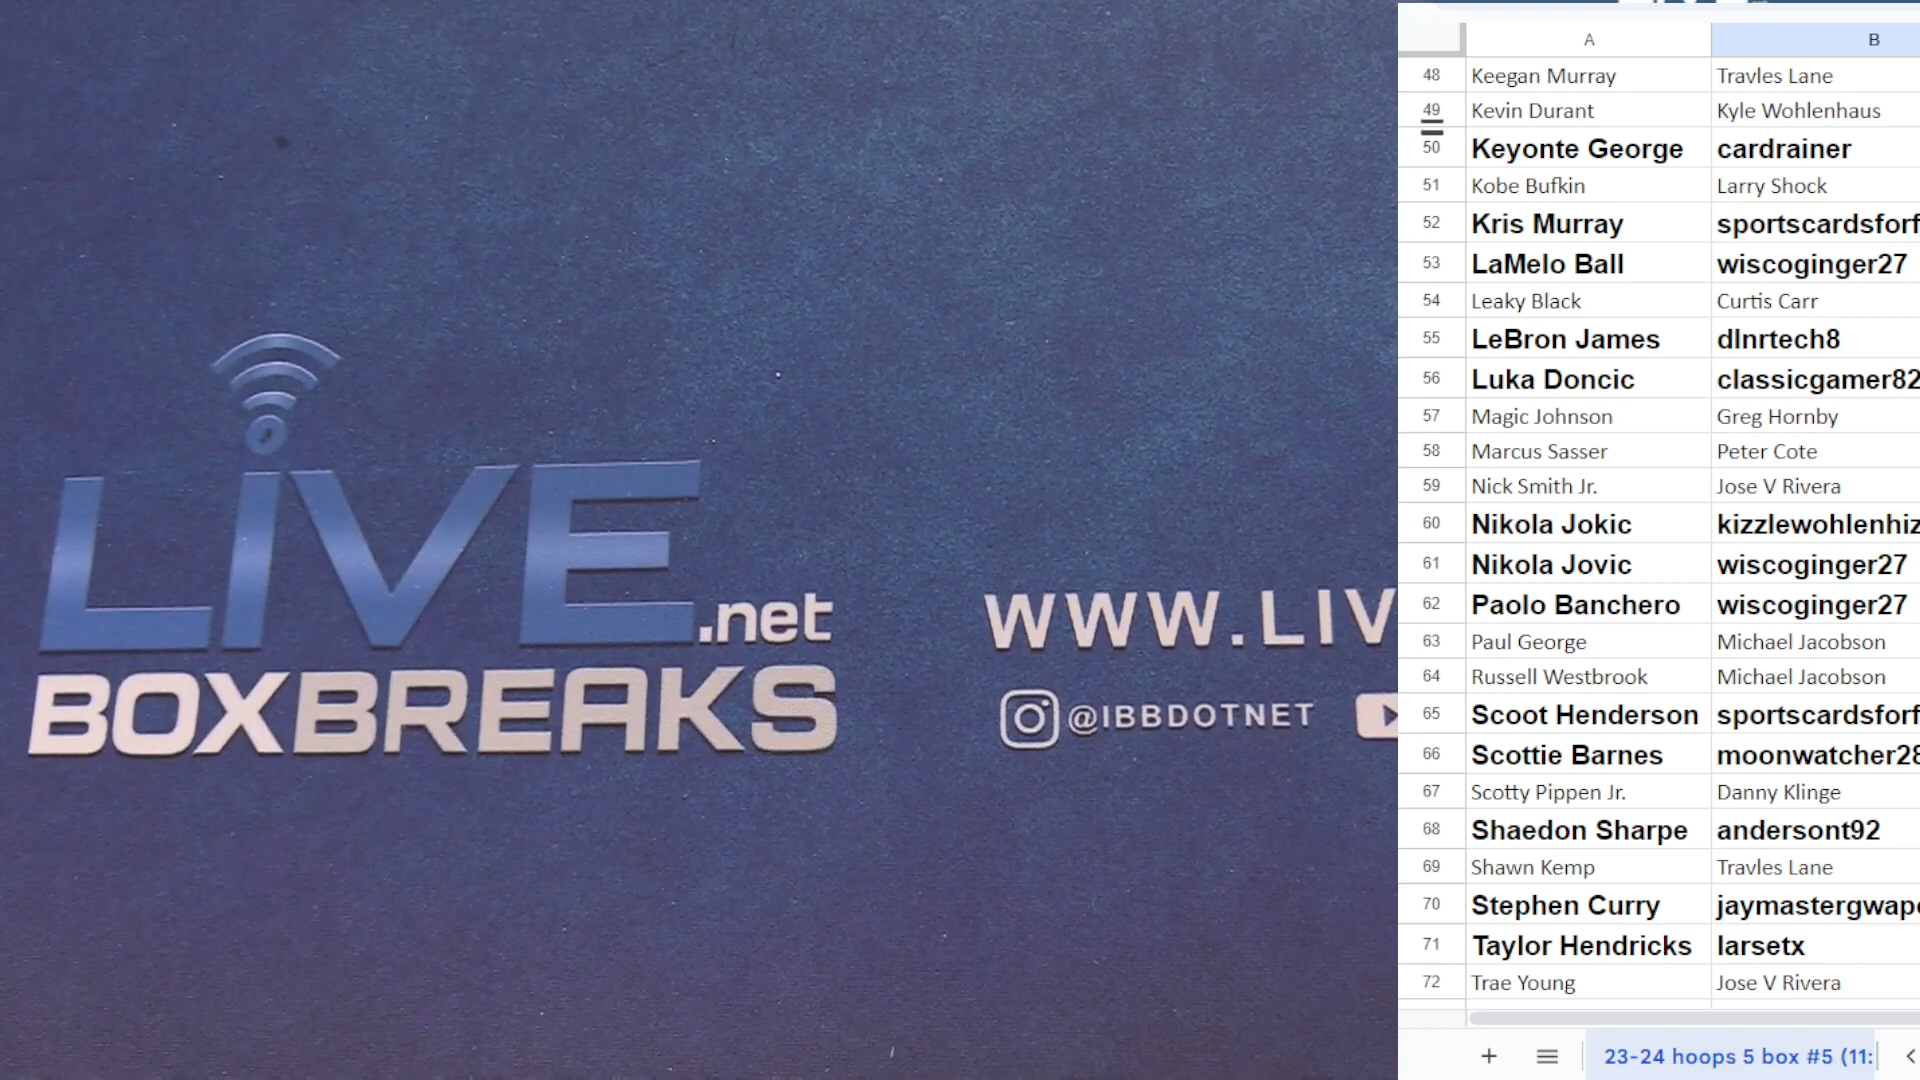 LIVE.net
BOXBREAKS
WWW.LIV
@IBBDOTNET
A B
48 Keegan Murray Travles Lane
49 Kevin Durant Kyle Wohlenhaus
50 Keyonte George cardrainer
51 Kobe Bufkin Larry Shock
52 Kris Murray sportscardsforf
53 LaMelo Ball wiscoginger27
54 Leaky Black Curtis Carr
55 LeBron James dlnrtech8
56 Luka Doncic classicgamer82
57 Magic Johnson Greg Hornby
58 Marcus Sasser Peter Cote
59 Nick Smith Jr. Jose V Rivera
60 Nikola Jokic kizzlewohlenhiz
61 Nikola Jovic wiscoginger27
62 Paolo Banchero wiscoginger27
63 Paul George Michael Jacobson
64 Russell Westbrook Michael Jacobson
65 Scoot Henderson sportscardsforf
66 Scottie Barnes moonwatcher28
67 Scotty Pippen Jr. Danny Klinge
68 Shaedon Sharpe andersont92
69 Shawn Kemp Travles Lane
70 Stephen Curry jaymastergwap
71 Taylor Hendricks larsetx
72 Trae Young Jose V Rivera
23-24 hoops 5 box #5 (11: